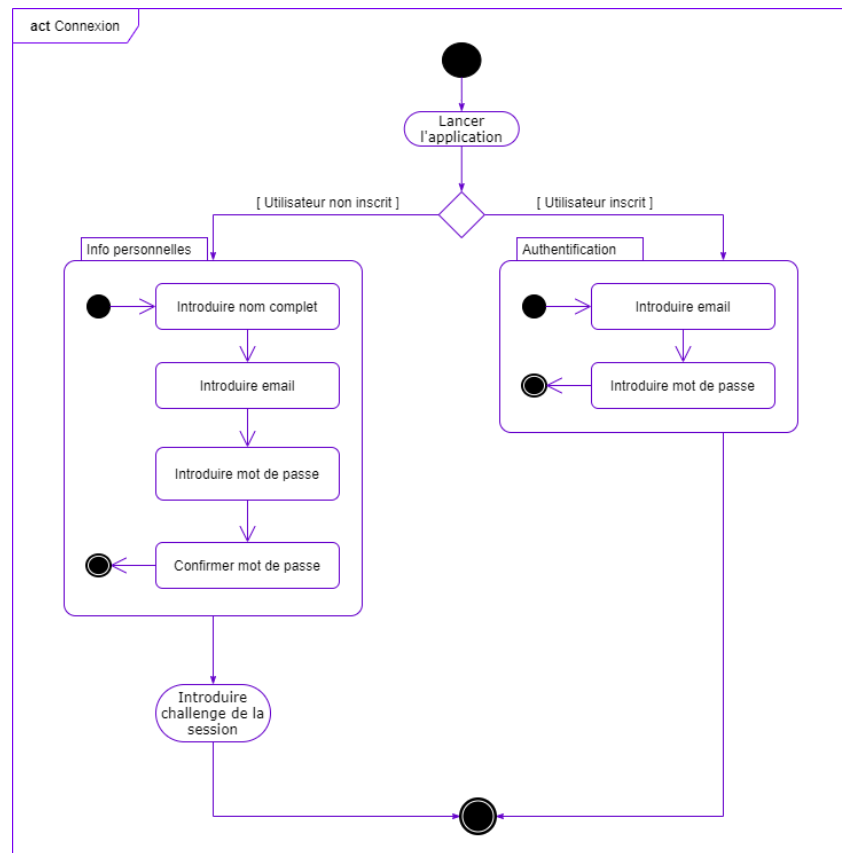 act Connexion
Lancer
l'application
[ Utilisateur non inscrit ]
[ Utilisateur inscrit ]
Info personnelles
Introduire nom complet
Introduire email
Introduire mot de passe
Confirmer mot de passe
Authentification
Introduire email
Introduire mot de passe
Introduire
challenge de la
session